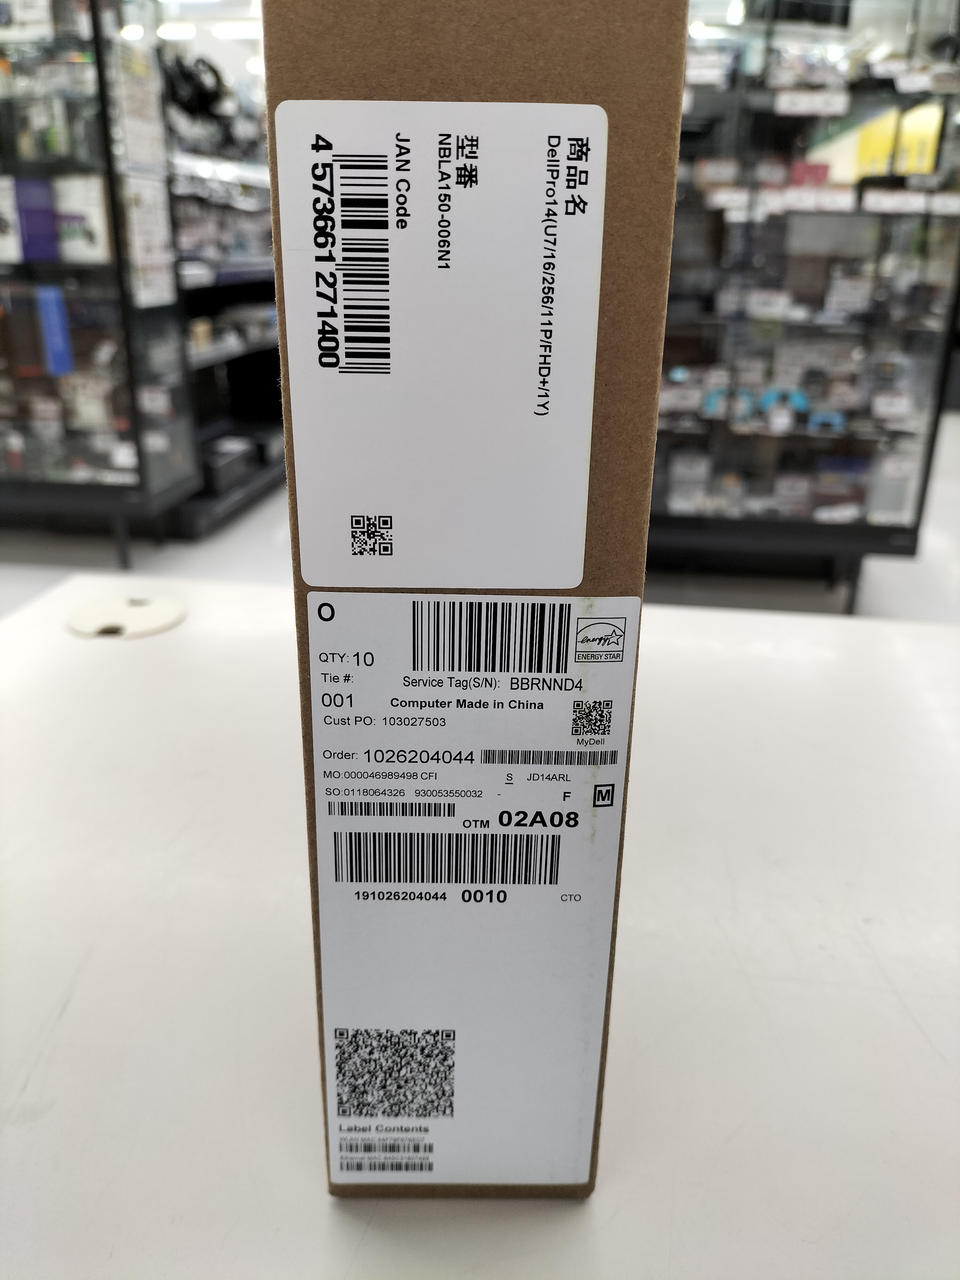 商品名
DellPro14(U7/16/256/11P/FHD+/1Y)
型番
NBLA150-006N1
JAN Code
4 573661 271400
O
QTY: 10
Tie #:
001
Service Tag(S/N): BBRNND4
Computer Made in China
energy
ENERGY STAR
Cust PO: 103027503
MyDell
Order: 1026204044
MO:000046989498 CFI
S JD14ARL
SO:0118064326 930053550032 -
F M
OTM 02A08
191026204044 0010
CTO
Label Contents